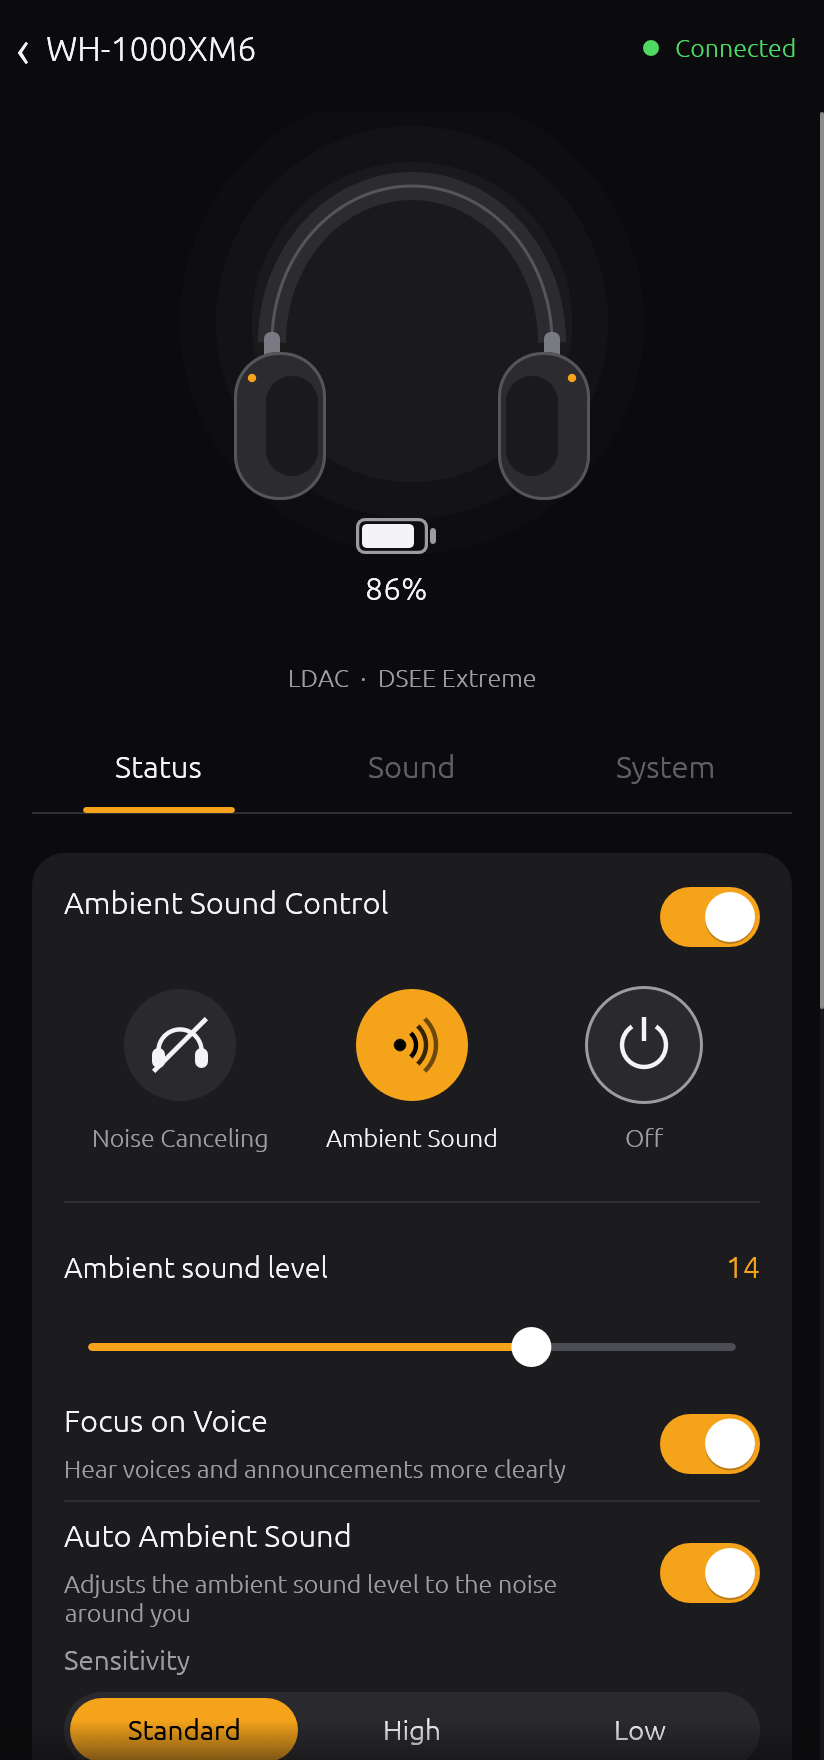 WH-1000XM6
Connected
86%
LDAC · DSEE Extreme
Status Sound System
Ambient Sound Control
Noise Canceling Ambient Sound Off
Ambient sound level 14
Focus on Voice
Hear voices and announcements more clearly
Auto Ambient Sound
Adjusts the ambient sound level to the noise
around you
Sensitivity
Standard High Low